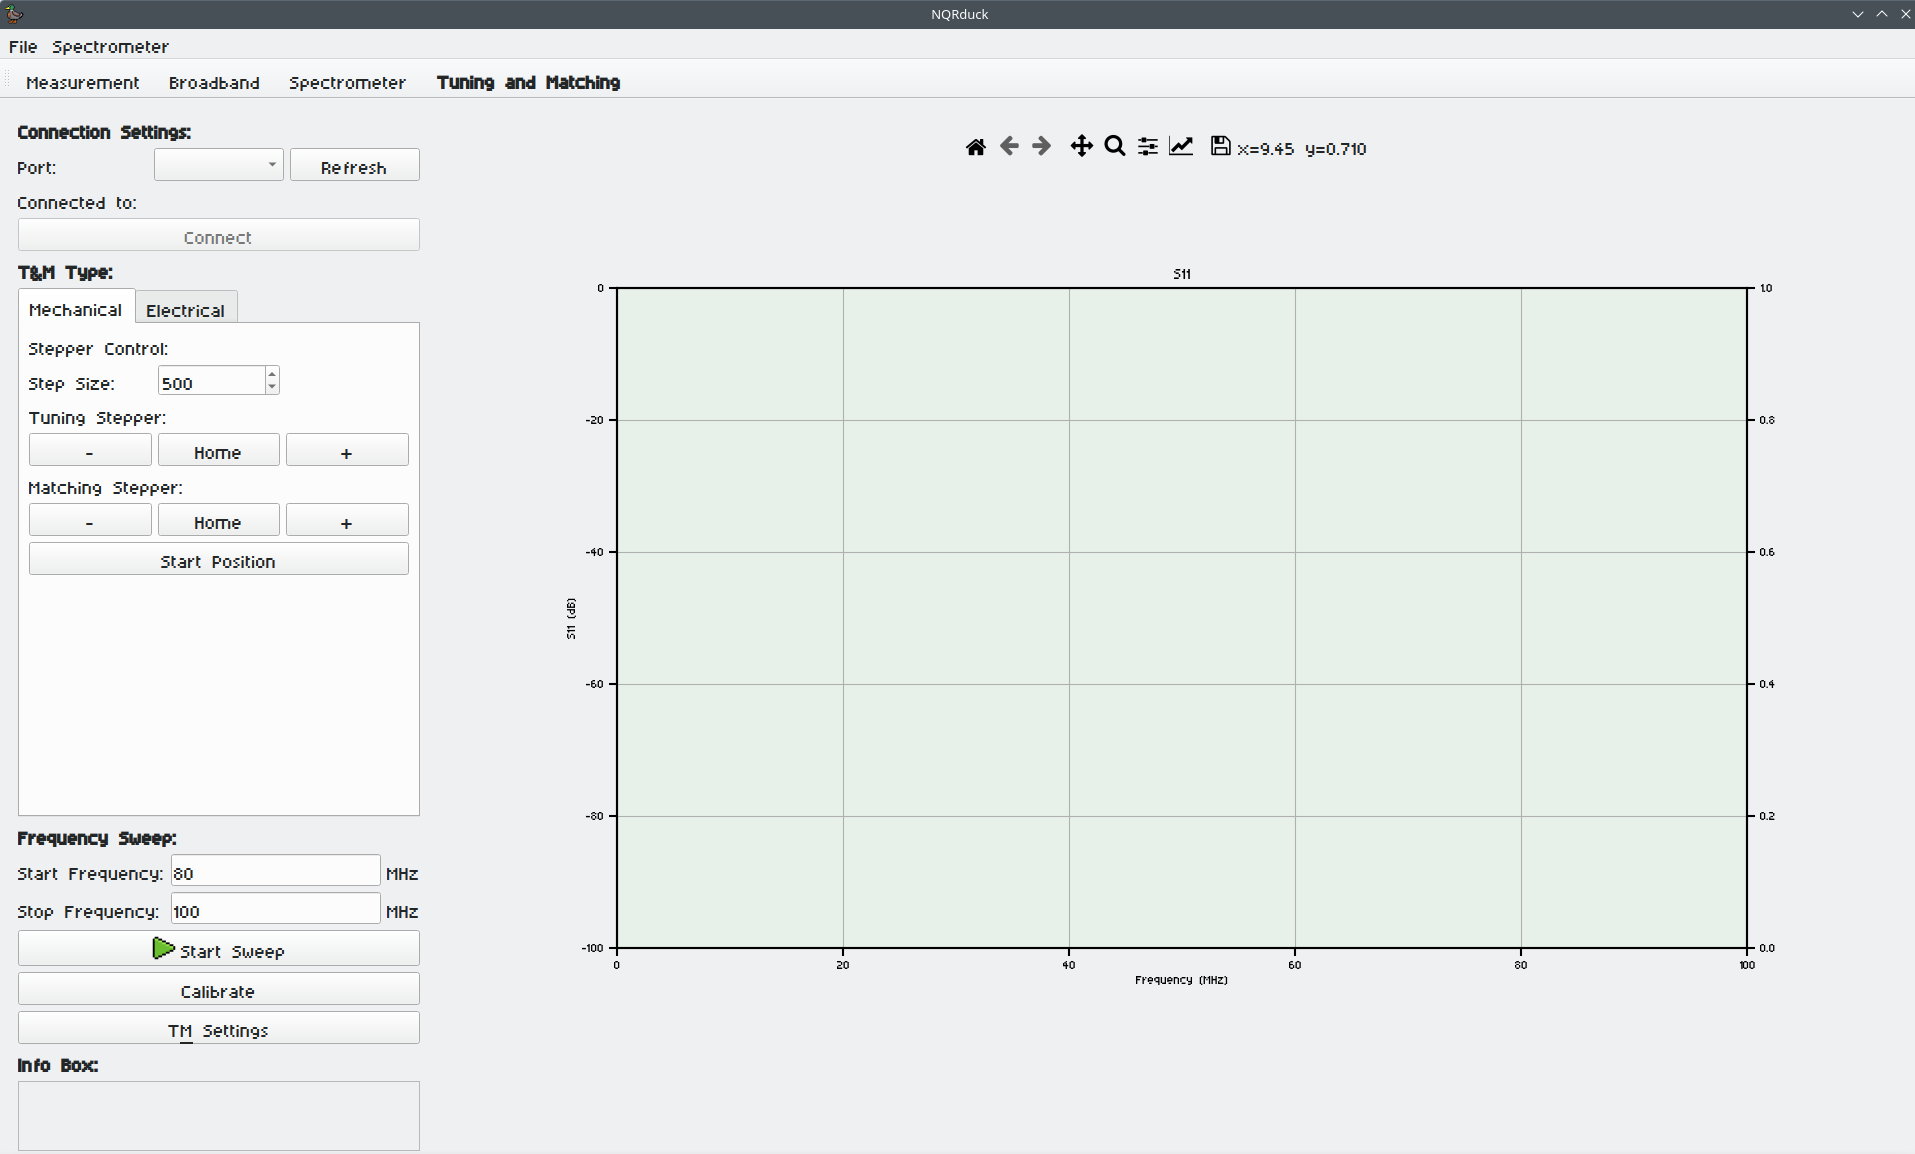 NQRduck
File Spectrometer
Measurement Broadband Spectrometer Tuning and Matching
Connection Settings:
Port: Refresh
Connected to:
Connect
T&M Type:
Mechanical Electrical
Stepper Control:
Step Size: 500
Tuning Stepper:
- Home +
Matching Stepper:
- Home +
Start Position
Frequency Sweep:
Start Frequency: 80 MHz
Stop Frequency: 100 MHz
Start Sweep
Calibrate
TM Settings
Info Box:
x=9.45 y=0.710
S11
0 1.0
-20 0.8
-40 0.6
S11 (dB)
-60 0.4
-80 0.2
-100 0.0
0 20 40 60 80 100
Frequency (MHz)